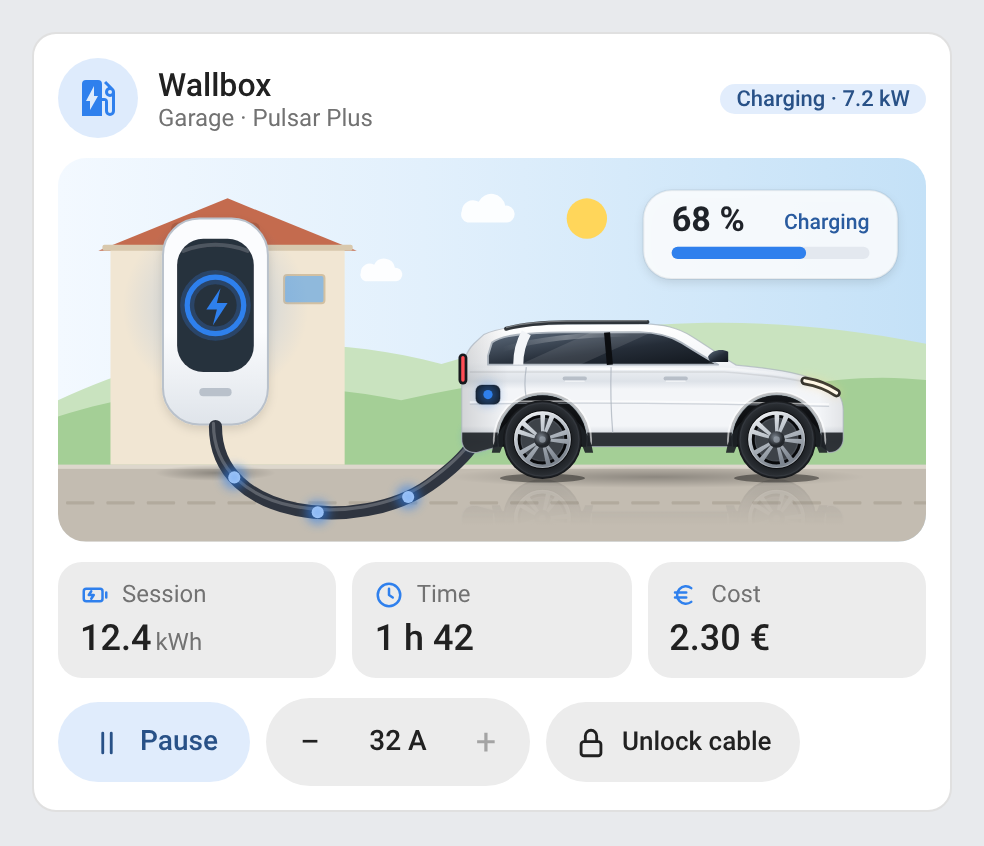 Wallbox
Garage · Pulsar Plus
Charging · 7.2 kW
68 % Charging
Session
12.4 kWh
Time
1 h 42
Cost
2.30 €
Pause
− 32 A +
Unlock cable